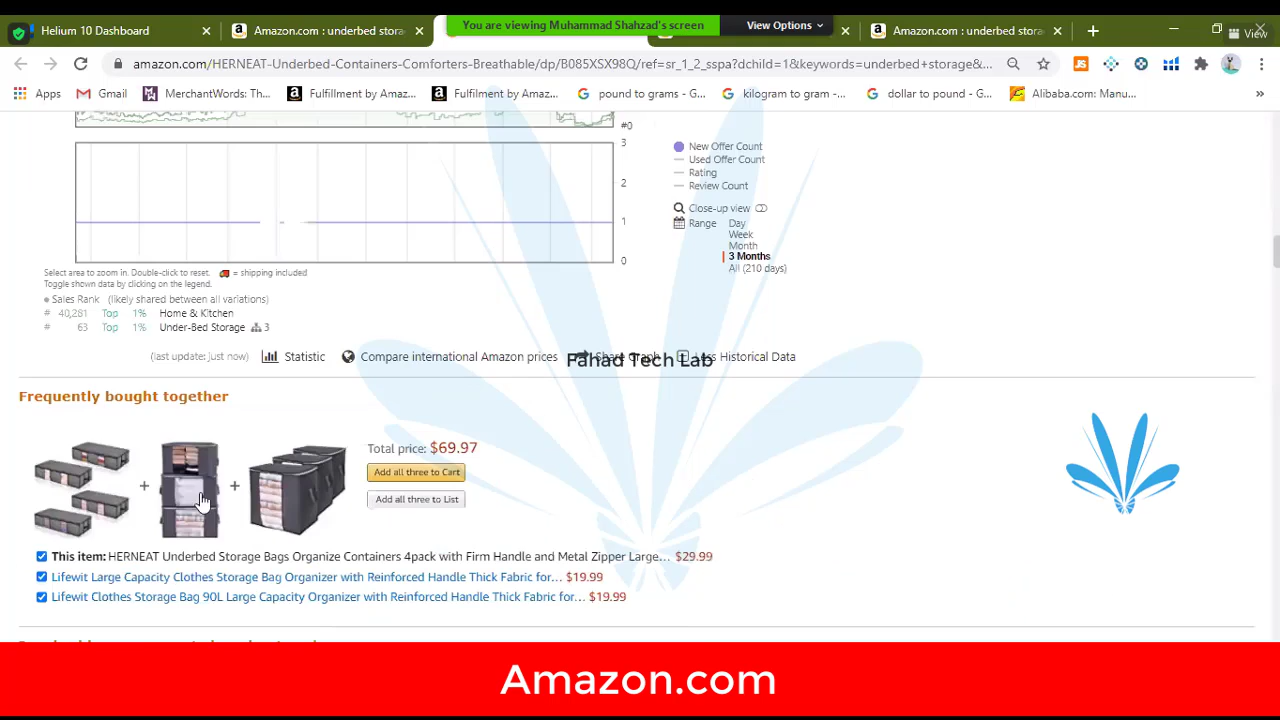 You are viewing Muhammad Shahzad's screen
View Options
Helium 10 Dashboard
Amazon.com : underbed stora
Amazon.com : underbed stora
View
amazon.com/HERNEAT-Underbed-Containers-Comforters-Breathable/dp/B085XSX98Q/ref=sr_1_2_sspa?dchild=1&keywords=underbed+storage&...
Apps
Gmail
MerchantWords: Th...
Fulfillment by Amaz...
Fulfilment by Amaz...
pound to grams - G...
kilogram to gram -...
dollar to pound - G...
Alibaba.com: Manu...
»
#0
3
2
1
0
New Offer Count
Used Offer Count
Rating
Review Count
Close-up view
Range
Day
Week
Month
3 Months
All (210 days)
Select area to zoom in. Double-click to reset.
= shipping included
Toggle shown data by clicking on the legend.
Sales Rank (likely shared between all variations)
# 40,281 Top 1% Home & Kitchen
# 63 Top 1% Under-Bed Storage 3
(last update: just now)
Statistic
Compare international Amazon prices
Share Graph
Less Historical Data
Fahad Tech Lab
Frequently bought together
Total price: $69.97
Add all three to Cart
Add all three to List
This item: HERNEAT Underbed Storage Bags Organize Containers 4pack with Firm Handle and Metal Zipper Large... $29.99
Lifewit Large Capacity Clothes Storage Bag Organizer with Reinforced Handle Thick Fabric for... $19.99
Lifewit Clothes Storage Bag 90L Large Capacity Organizer with Reinforced Handle Thick Fabric for... $19.99
Amazon.com